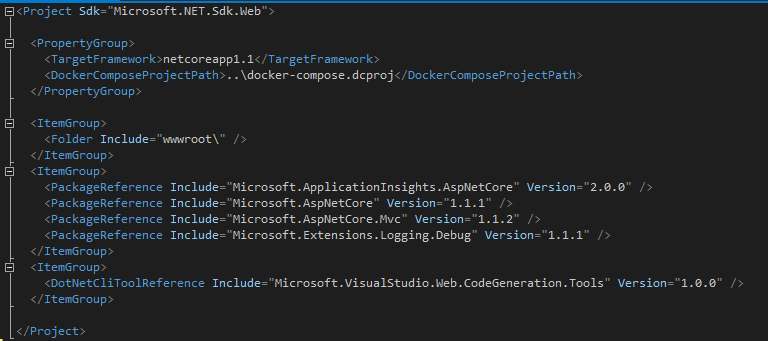 <Project Sdk="Microsoft.NET.Sdk.Web">
<PropertyGroup>
<TargetFramework>netcoreapp1.1</TargetFramework>
<DockerComposeProjectPath>..\docker-compose.dcproj</DockerComposeProjectPath>
</PropertyGroup>
<ItemGroup>
<Folder Include="wwwroot\" />
</ItemGroup>
<ItemGroup>
<PackageReference Include="Microsoft.ApplicationInsights.AspNetCore" Version="2.0.0" />
<PackageReference Include="Microsoft.AspNetCore" Version="1.1.1" />
<PackageReference Include="Microsoft.AspNetCore.Mvc" Version="1.1.2" />
<PackageReference Include="Microsoft.Extensions.Logging.Debug" Version="1.1.1" />
</ItemGroup>
<ItemGroup>
<DotNetCliToolReference Include="Microsoft.VisualStudio.Web.CodeGeneration.Tools" Version="1.0.0" />
</ItemGroup>
</Project>